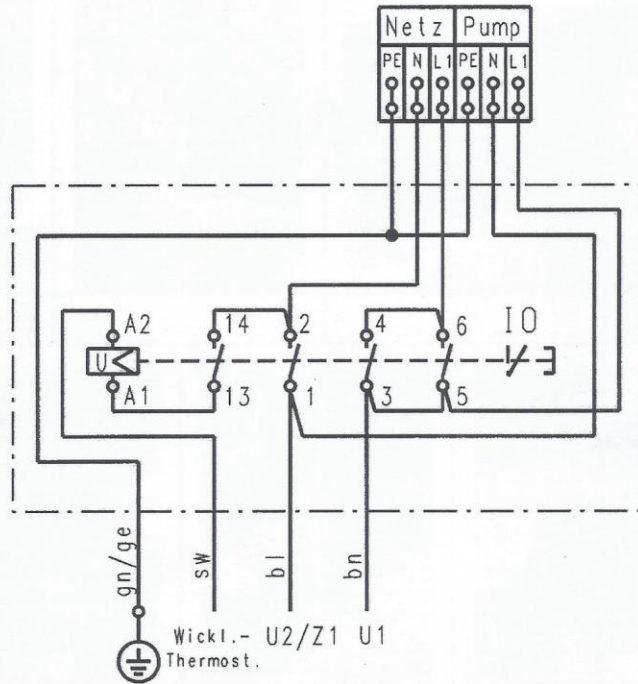 Netz Pump
PE N L1 PE N L1
A2 14 2 4 6 I0
U<
A1 13 1 3 5
gn/ge sw bl bn
Wickl.- U2/Z1 U1
Thermost.